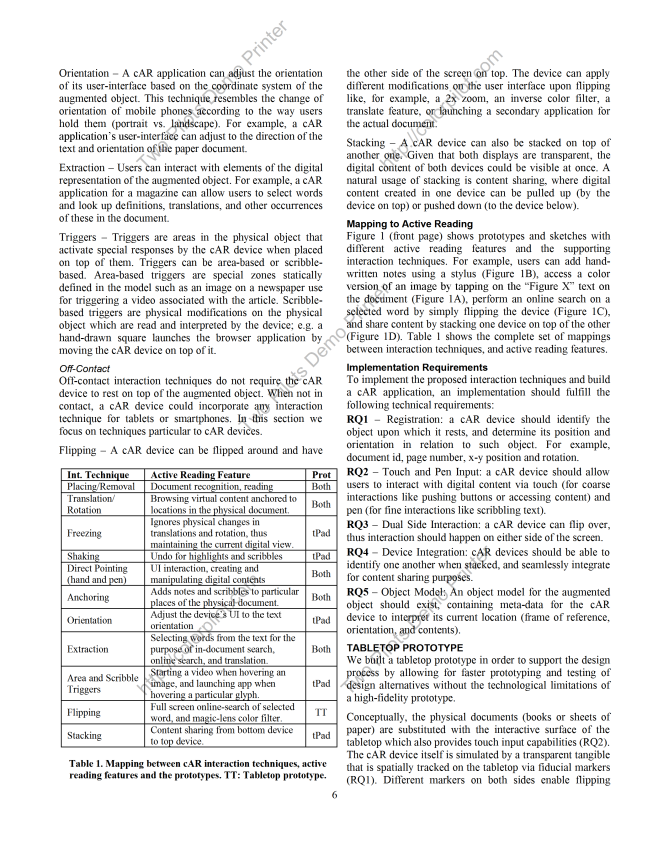 Orientation – A cAR application can adjust the orientation
of its user-interface based on the coordinate system of the
augmented object. This technique resembles the change of
orientation of mobile phones according to the way users
hold them (portrait vs. landscape). For example, a cAR
application's user-interface can adjust to the direction of the
text and orientation of the paper document.
Extraction – Users can interact with elements of the digital
representation of the augmented object. For example, a cAR
application for a magazine can allow users to select words
and look up definitions, translations, and other occurrences
of these in the document.
Triggers – Triggers are areas in the physical object that
activate special responses by the cAR device when placed
on top of them. Triggers can be area-based or scribble-
based. Area-based triggers are special zones statically
defined in the model such as an image on a newspaper use
for triggering a video associated with the article. Scribble-
based triggers are physical modifications on the physical
object which are read and interpreted by the device; e.g. a
hand-drawn square launches the browser application by
moving the cAR device on top of it.
Off-Contact
Off-contact interaction techniques do not require the cAR
device to rest on top of the augmented object. When not in
contact, a cAR device could incorporate any interaction
technique for tablets or smartphones. In this section we
focus on techniques particular to cAR devices.
Flipping – A cAR device can be flipped around and have
Int. Technique Active Reading Feature Prot
Placing/Removal Document recognition, reading Both
Translation/ Browsing virtual content anchored to
Rotation locations in the physical document. Both
Freezing Ignores physical changes in
translations and rotation, thus
maintaining the current digital view. tPad
Shaking Undo for highlights and scribbles tPad
Direct Pointing UI interaction, creating and
(hand and pen) manipulating digital contents Both
Anchoring Adds notes and scribbles to particular
places of the physical document. Both
Orientation Adjust the device's UI to the text
orientation tPad
Extraction Selecting words from the text for the
purpose of in-document search,
online search, and translation. Both
Area and Scribble Starting a video when hovering an
Triggers image, and launching app when
hovering a particular glyph. tPad
Flipping Full screen online-search of selected
word, and magic-lens color filter. TT
Stacking Content sharing from bottom device
to top device. tPad
Table 1. Mapping between cAR interaction techniques, active
reading features and the prototypes. TT: Tabletop prototype.
the other side of the screen on top. The device can apply
different modifications on the user interface upon flipping
like, for example, a 2x zoom, an inverse color filter, a
translate feature, or launching a secondary application for
the actual document.
Stacking – A cAR device can also be stacked on top of
another one. Given that both displays are transparent, the
digital content of both devices could be visible at once. A
natural usage of stacking is content sharing, where digital
content created in one device can be pulled up (by the
device on top) or pushed down (to the device below).
Mapping to Active Reading
Figure 1 (front page) shows prototypes and sketches with
different active reading features and the supporting
interaction techniques. For example, users can add hand-
written notes using a stylus (Figure 1B), access a color
version of an image by tapping on the "Figure X" text on
the document (Figure 1A), perform an online search on a
selected word by simply flipping the device (Figure 1C),
and share content by stacking one device on top of the other
(Figure 1D). Table 1 shows the complete set of mappings
between interaction techniques, and active reading features.
Implementation Requirements
To implement the proposed interaction techniques and build
a cAR application, an implementation should fulfill the
following technical requirements:
RQ1 – Registration: a cAR device should identify the
object upon which it rests, and determine its position and
orientation in relation to such object. For example,
document id, page number, x-y position and rotation.
RQ2 – Touch and Pen Input: a cAR device should allow
users to interact with digital content via touch (for coarse
interactions like pushing buttons or accessing content) and
pen (for fine interactions like scribbling text).
RQ3 – Dual Side Interaction: a cAR device can flip over,
thus interaction should happen on either side of the screen.
RQ4 – Device Integration: cAR devices should be able to
identify one another when stacked, and seamlessly integrate
for content sharing purposes.
RQ5 – Object Model: An object model for the augmented
object should exist, containing meta-data for the cAR
device to interpret its current location (frame of reference,
orientation, and contents).
TABLETOP PROTOTYPE
We built a tabletop prototype in order to support the design
process by allowing for faster prototyping and testing of
design alternatives without the technological limitations of
a high-fidelity prototype.
Conceptually, the physical documents (books or sheets of
paper) are substituted with the interactive surface of the
tabletop which also provides touch input capabilities (RQ2).
The cAR device itself is simulated by a transparent tangible
that is spatially tracked on the tabletop via fiducial markers
(RQ1). Different markers on both sides enable flipping
6